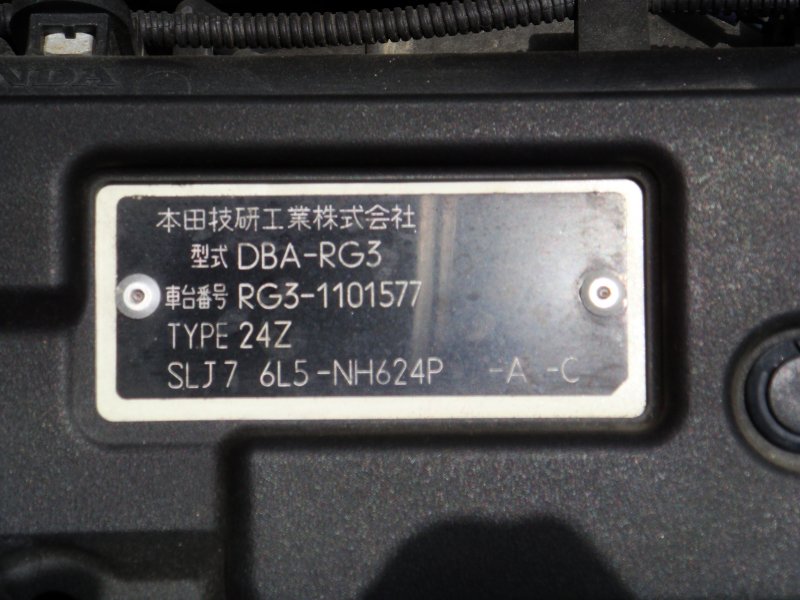 NDA
本田技研工業株式会社
型式 DBA-RG3
車台番号 RG3-1101577
TYPE 24Z
SLJ7 6L5-NH624P -A -C